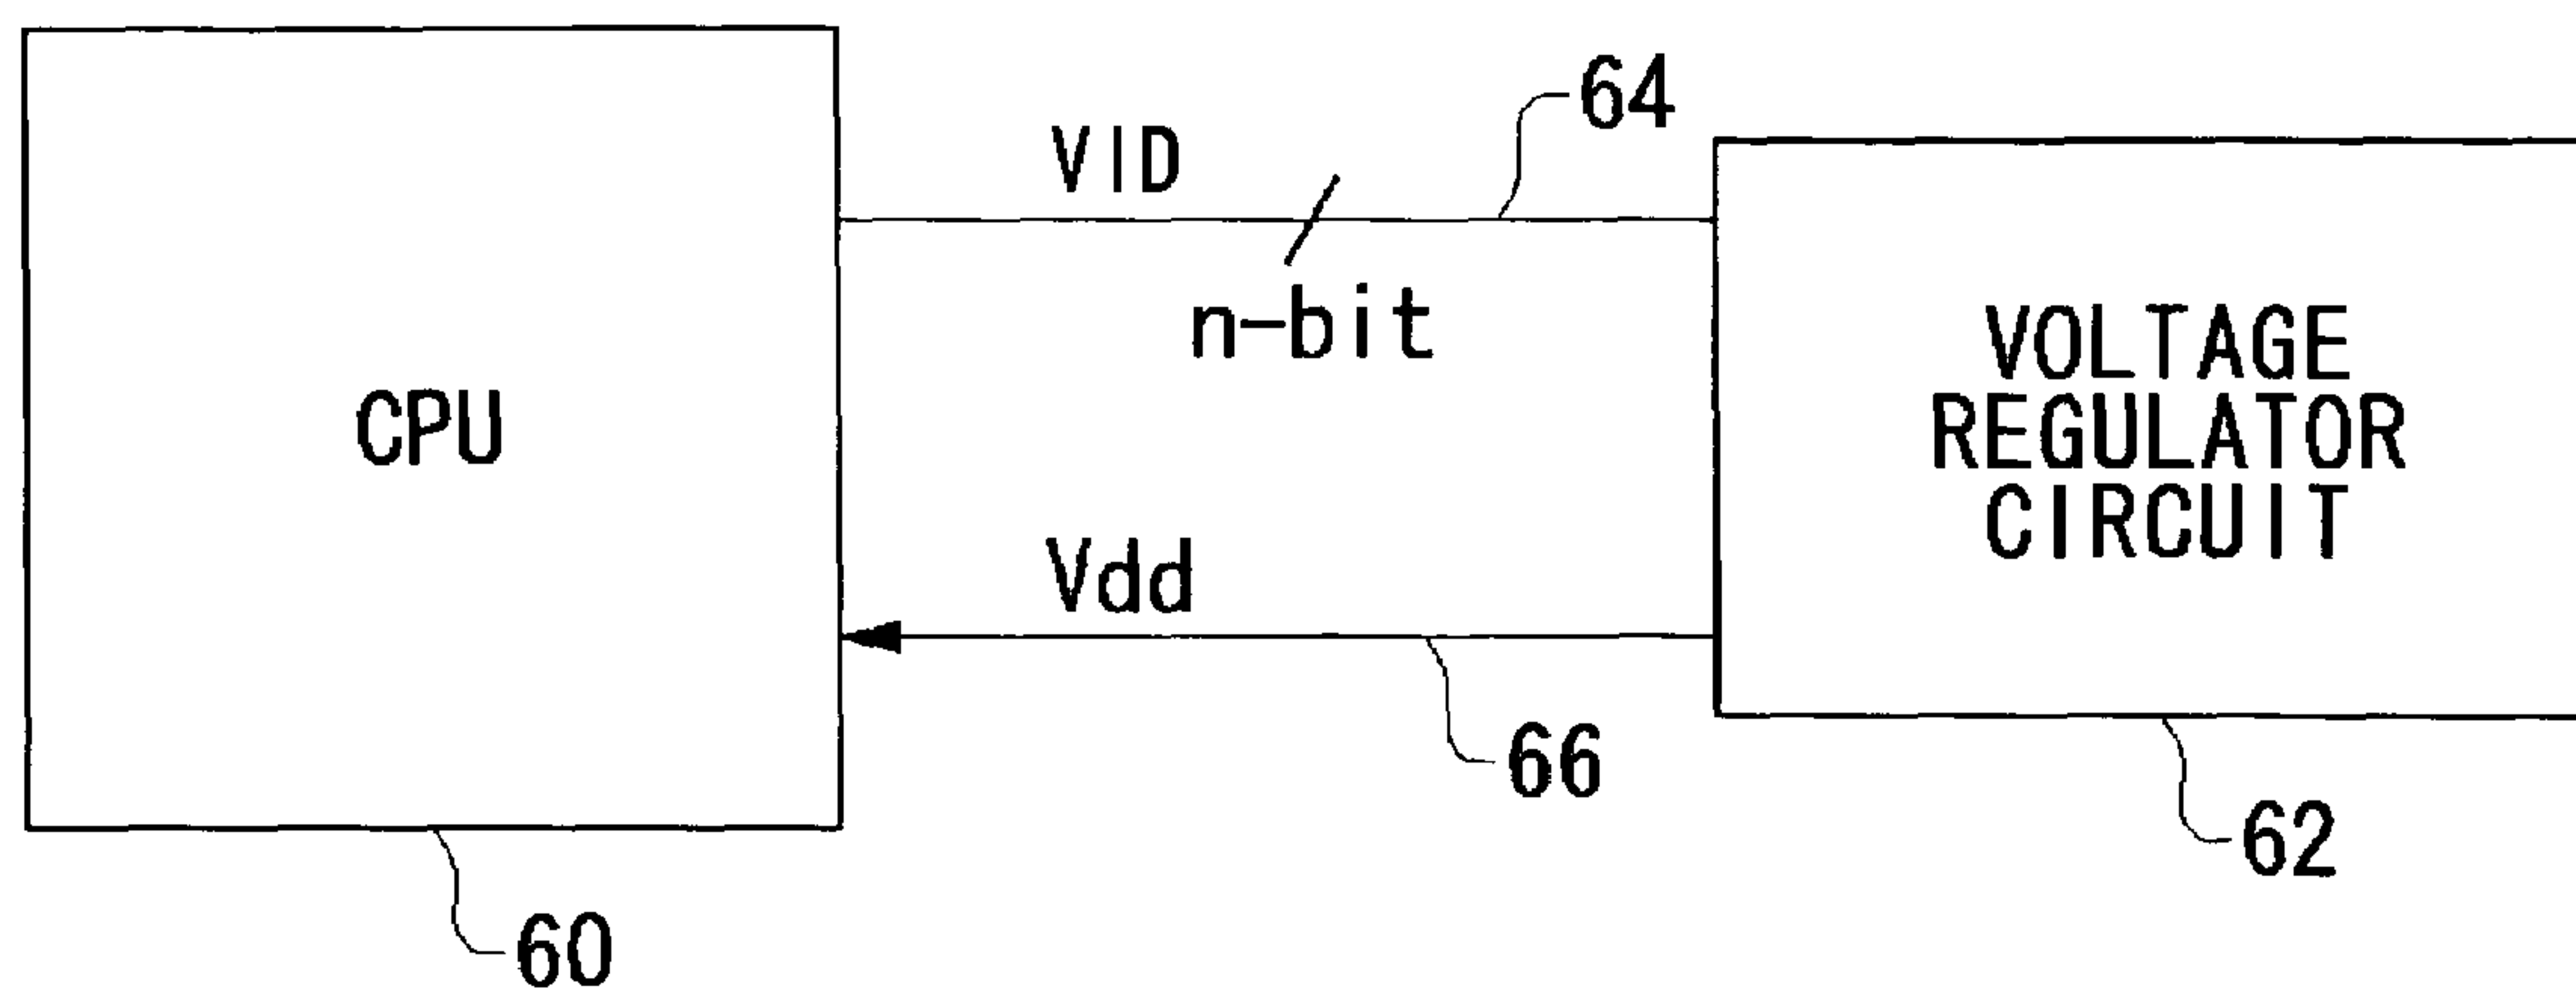 64
VID
n-bit
VOLTAGE
REGULATOR
CIRCUIT
CPU
Vdd
66
62
60